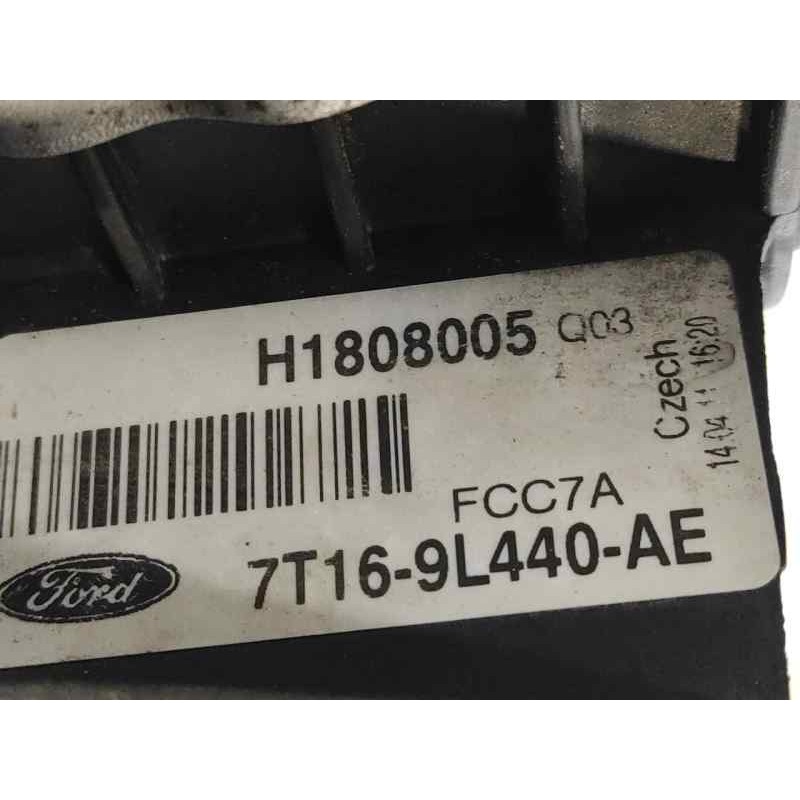 H1808005 Q03
Czech
14.04.11 16:20
FCC7A
7T16-9L440-AE
Ford